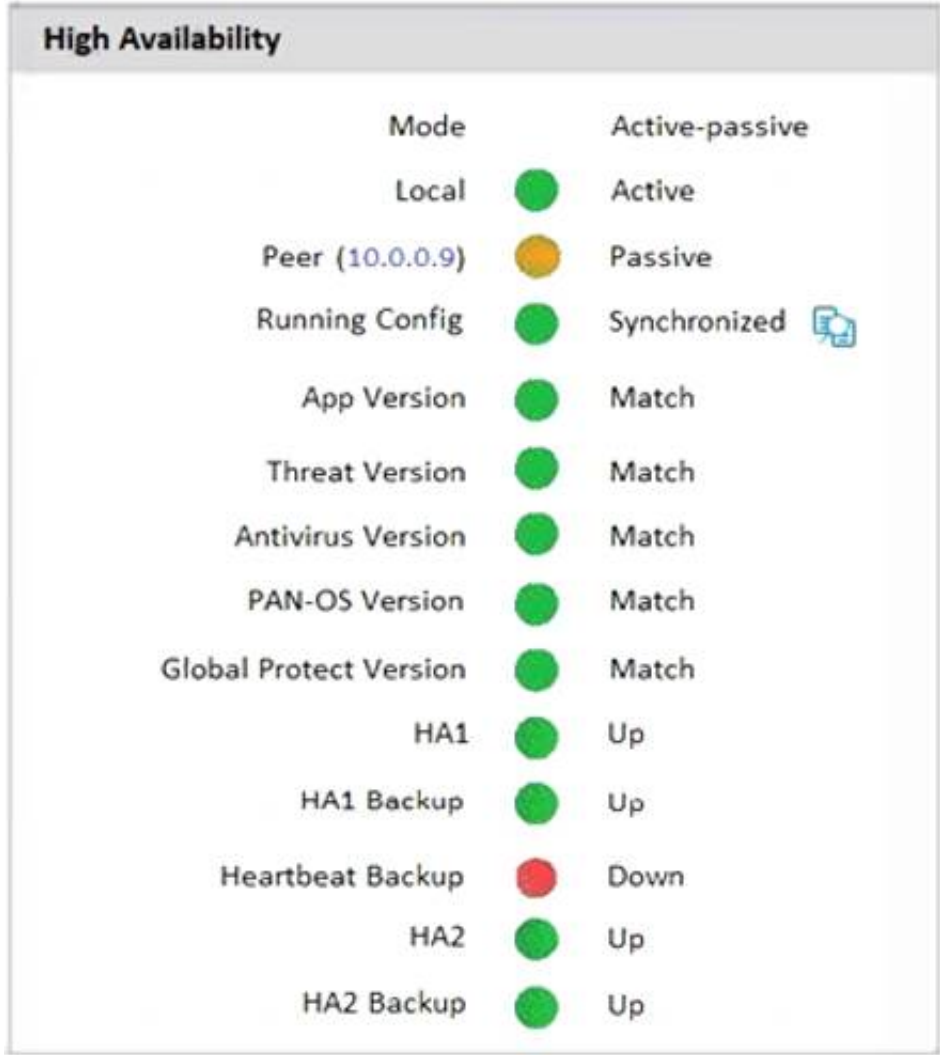 High Availability
Mode Active-passive
Local Active
Peer (10.0.0.9) Passive
Running Config Synchronized
App Version Match
Threat Version Match
Antivirus Version Match
PAN-OS Version Match
Global Protect Version Match
HA1 Up
HA1 Backup Up
Heartbeat Backup Down
HA2 Up
HA2 Backup Up